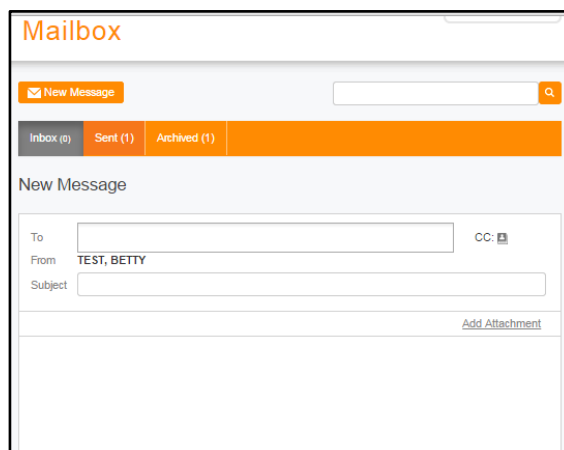 Mailbox
New Message
Inbox (0) Sent (1) Archived (1)
New Message
To CC:
From TEST, BETTY
Subject
Add Attachment